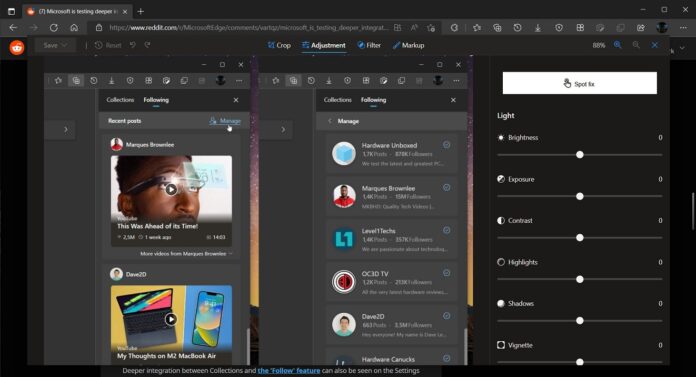 (7) Microsoft is testing deeper in
https://www.reddit.com/r/MicrosoftEdge/comments/vartqz/microsoft_is_testing_deeper_integrat...
Save
Reset
Crop
Adjustment
Filter
Markup
88%
Collections Following
Recent posts
Manage
Marques Brownlee
YouTube
This Was Ahead of its Time!
2,5M 1 week ago 14:03
More videos from Marques Brownlee
Dave2D
YouTube
My Thoughts on M2 MacBook Air
Collections Following
Manage
Hardware Unboxed
1,7K Posts - 870K Followers
We test the latest and greatest PC...
Marques Brownlee
1,4K Posts - 15M Followers
MKBHD: Quality Tech Videos |...
Level1Techs
1,4K Posts - 357K Followers
We are passionate about technolog...
OC3D TV
1,2K Posts - 213K Followers
All the very latest hardware reviews,...
Dave2D
663 Posts - 3,5M Followers
Hey everyone! My name is Dave Le...
Hardware Canucks
Spot fix
Light
Brightness 0
Exposure 0
Contrast 0
Highlights 0
Shadows 0
Vignette 0
Deeper integration between Collections and the 'Follow' feature can also be seen on the Settings